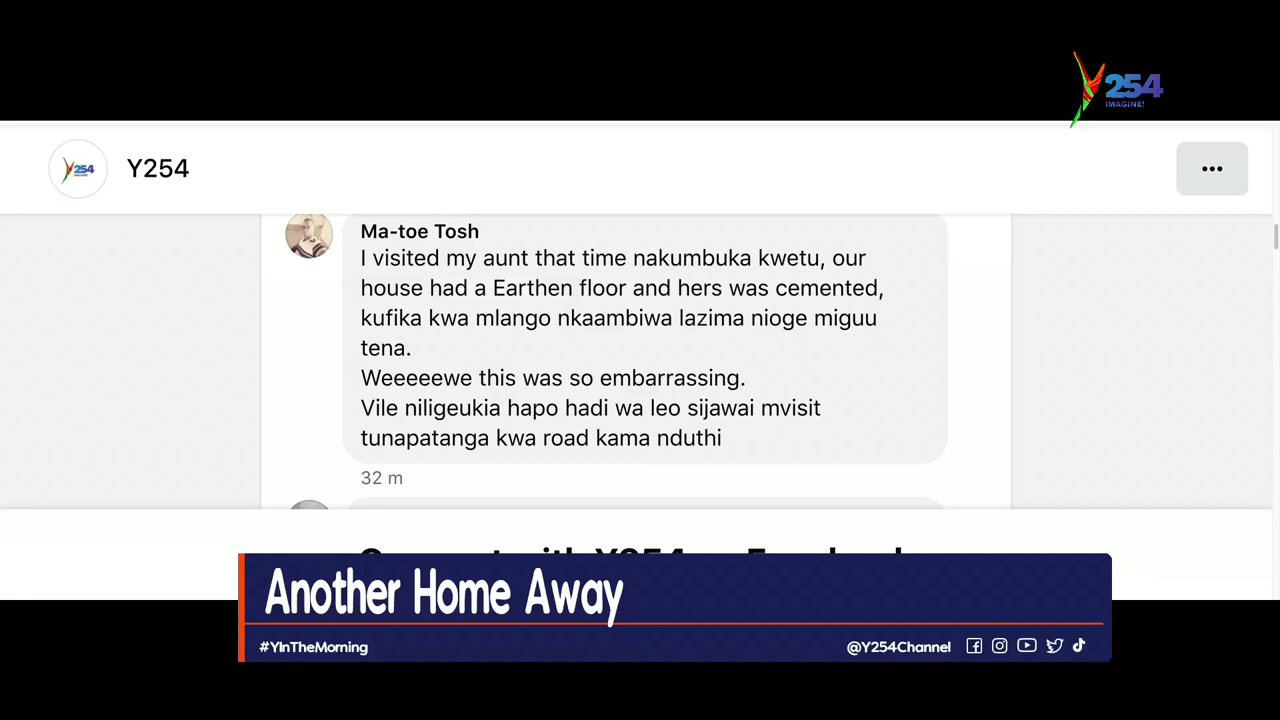 Y254
IMAGINE!
Y254
Y254
Ma-toe Tosh
I visited my aunt that time nakumbuka kwetu, our
house had a Earthen floor and hers was cemented,
kufika kwa mlango nkaambiwa lazima nioge miguu
tena.
Weeeeewe this was so embarrassing.
Vile niligeukia hapo hadi wa leo sijawai mvisit
tunapatanga kwa road kama nduthi
32 m
Another Home Away
#YInTheMorning
@Y254Channel